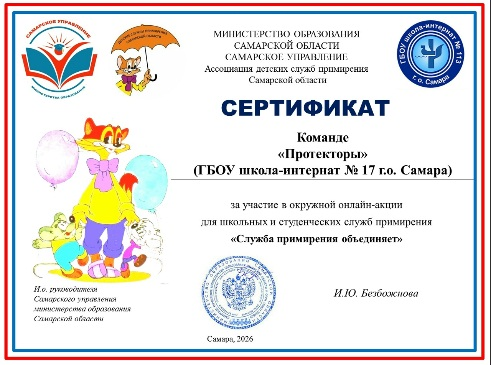 САМАРСКОЕ УПРАВЛЕНИЕ
МИНИСТЕРСТВО ОБРАЗОВАНИЯ
САМАРСКОЙ ОБЛАСТИ
САМАРСКОЕ УПРАВЛЕНИЕ
Ассоциация детских служб примирения
Самарской области
ГБОУ школа-интернат № 113
г.о. Самара
СЕРТИФИКАТ
Команде
«Протекторы»
(ГБОУ школа-интернат № 17 г.о. Самара)
за участие в окружной онлайн-акции
для школьных и студенческих служб примирения
«Служба примирения объединяет»
И.о. руководителя
Самарского управления
министерства образования
Самарской области
И.Ю. Безбожнова
Самара, 2026